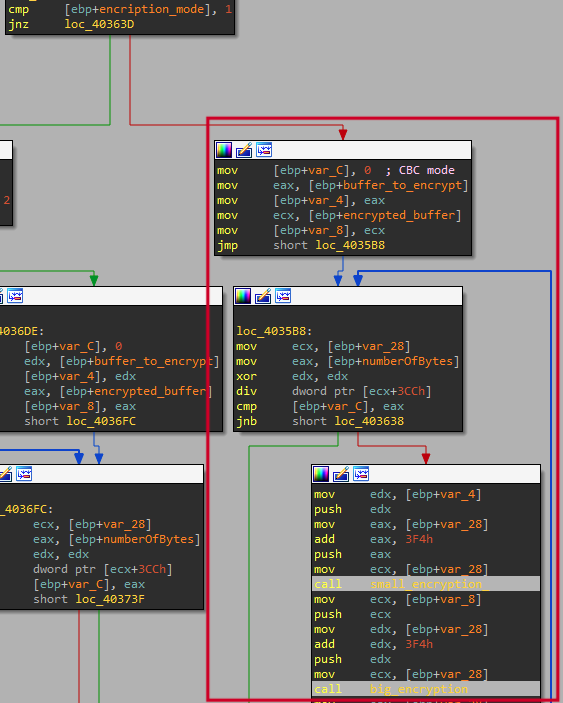 cmp [ebp+encription_mode], 1
jnz loc_40363D
mov [ebp+var_C], 0 ; CBC mode
mov eax, [ebp+buffer_to_encrypt]
mov [ebp+var_4], eax
mov ecx, [ebp+encrypted_buffer]
mov [ebp+var_8], ecx
jmp short loc_4035B8
2
4036DE:
[ebp+var_C], 0
edx, [ebp+buffer_to_encrypt]
[ebp+var_4], edx
eax, [ebp+encrypted_buffer]
[ebp+var_8], eax
short loc_4036FC
loc_4035B8:
mov ecx, [ebp+var_28]
mov eax, [ebp+numberOfBytes]
xor edx, edx
div dword ptr [ecx+3CCh]
cmp [ebp+var_C], eax
jnb short loc_403638
_4036FC:
ecx, [ebp+var_28]
eax, [ebp+numberOfBytes]
edx, edx
dword ptr [ecx+3CCh]
[ebp+var_C], eax
short loc_40373F
mov edx, [ebp+var_4]
push edx
mov eax, [ebp+var_28]
add eax, 3F4h
push eax
mov ecx, [ebp+var_28]
call small_encryption_
mov ecx, [ebp+var_8]
push ecx
mov edx, [ebp+var_28]
add edx, 3F4h
push edx
mov ecx, [ebp+var_28]
call big_encryption